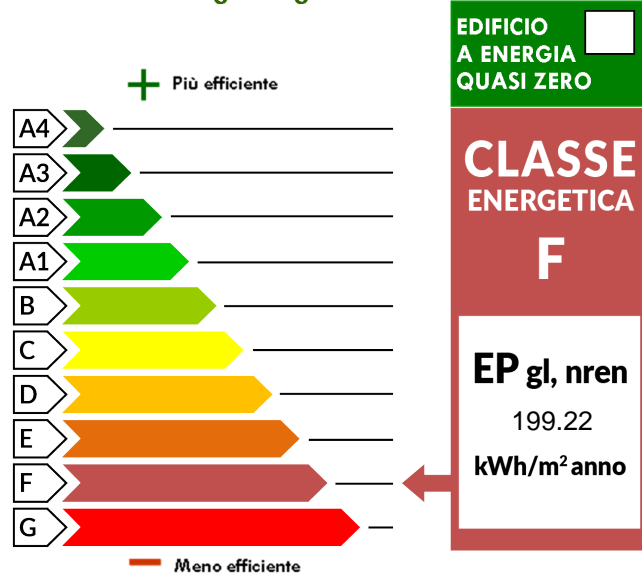 EDIFICIO
A ENERGIA
QUASI ZERO
Più efficiente
A4
A3
A2
A1
B
C
D
E
F
G
Meno efficiente
CLASSE
ENERGETICA
F
EP gl, nren
199.22
kWh/m² anno